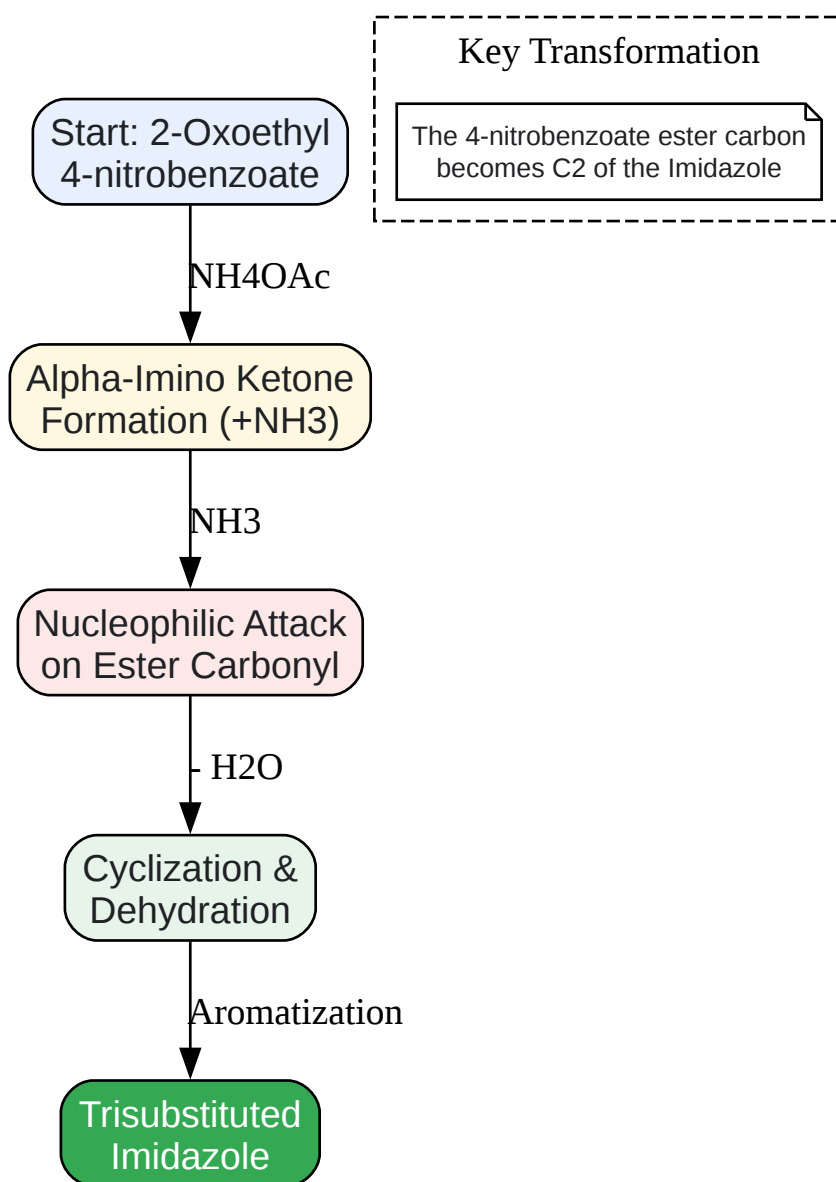 Key Transformation
The 4-nitrobenzoate ester carbon
becomes C2 of the Imidazole
Start: 2-Oxoethyl
4-nitrobenzoate
NH4OAc
Alpha-Imino Ketone
Formation (+NH3)
NH3
Nucleophilic Attack
on Ester Carbonyl
- H2O
Cyclization &
Dehydration
Aromatization
Trisubstituted
Imidazole